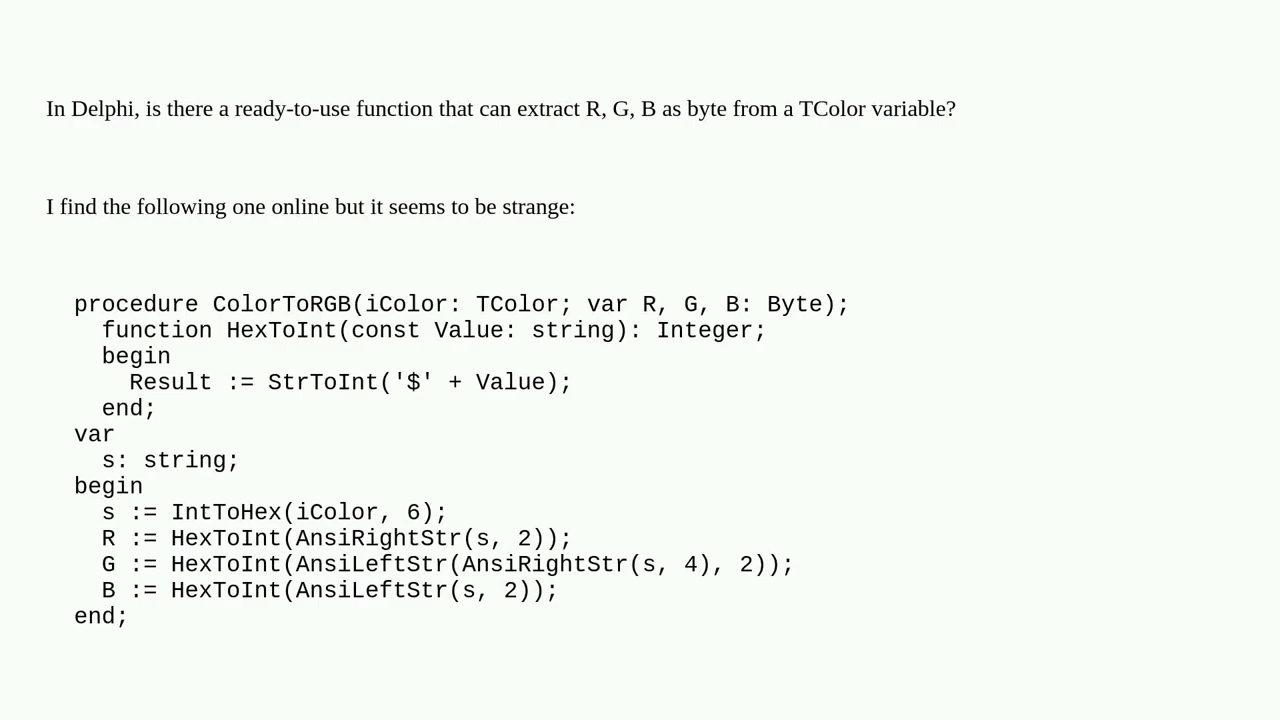 In Delphi, is there a ready-to-use function that can extract R, G, B as byte from a TColor variable?
I find the following one online but it seems to be strange:
procedure ColorToRGB(iColor: TColor; var R, G, B: Byte);
  function HexToInt(const Value: string): Integer;
  begin
    Result := StrToInt('$' + Value);
  end;
var
  s: string;
begin
  s := IntToHex(iColor, 6);
  R := HexToInt(AnsiRightStr(s, 2));
  G := HexToInt(AnsiLeftStr(AnsiRightStr(s, 4), 2));
  B := HexToInt(AnsiLeftStr(s, 2));
end;